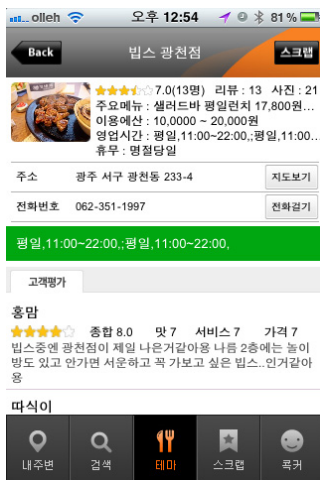 olleh 오후 12:54 81%
Back 빕스 광천점 스크랩
7.0(13명) 리뷰 : 13 사진 : 21
주요메뉴 : 샐러드바 평일런치 17,800원...
이용예산 : 10,0000 ~ 20,000원
영업시간 : 평일,11:00~22:00,;평일,11:00...
휴무 : 명절당일
주소 광주 서구 광천동 233-4 지도보기
전화번호 062-351-1997 전화걸기
평일,11:00~22:00,;평일,11:00~22:00,
고객평가
홍맘
종합 8.0 맛 7 서비스 7 가격 7
빕스중엔 광천점이 제일 나은거같아용 나름 2층에는 놀이
방도 있고 안가면 서운하고 꼭 가보고 싶은 빕스..인거같아
용
따식이
내주변 검색 테마 스크랩 콕커